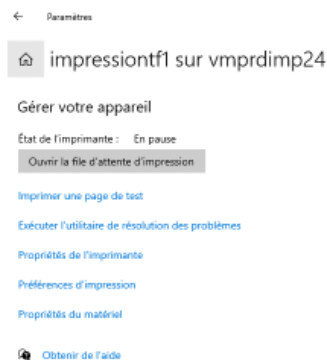 Paramètres
impressiontf1 sur vmprdimp24
Gérer votre appareil
État de l'imprimante : En pause
Ouvrir la file d'attente d'impression
Imprimer une page de test
Exécuter l'utilitaire de résolution des problèmes
Propriétés de l'imprimante
Préférences d'impression
Propriétés du matériel
Obtenir de l'aide